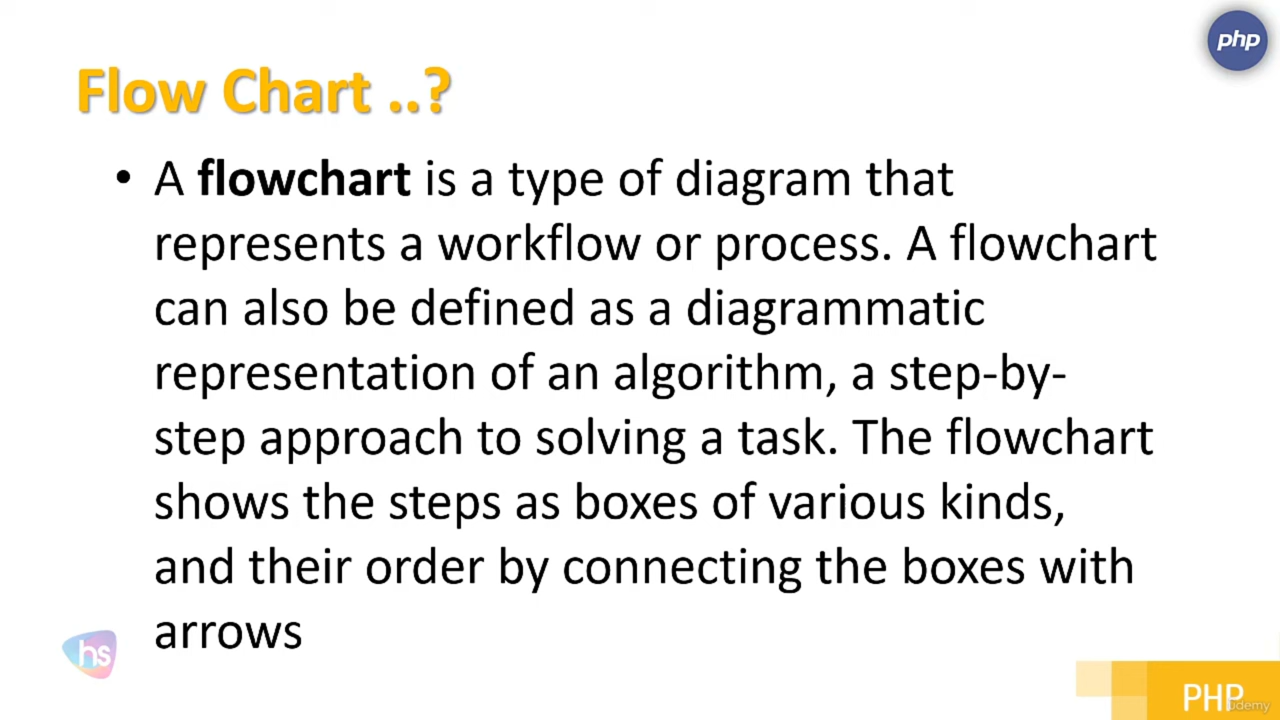 php
Flow Chart ..?
• A flowchart is a type of diagram that
represents a workflow or process. A flowchart
can also be defined as a diagrammatic
representation of an algorithm, a step-by-
step approach to solving a task. The flowchart
shows the steps as boxes of various kinds,
and their order by connecting the boxes with
arrows
hs
PHP
udemy